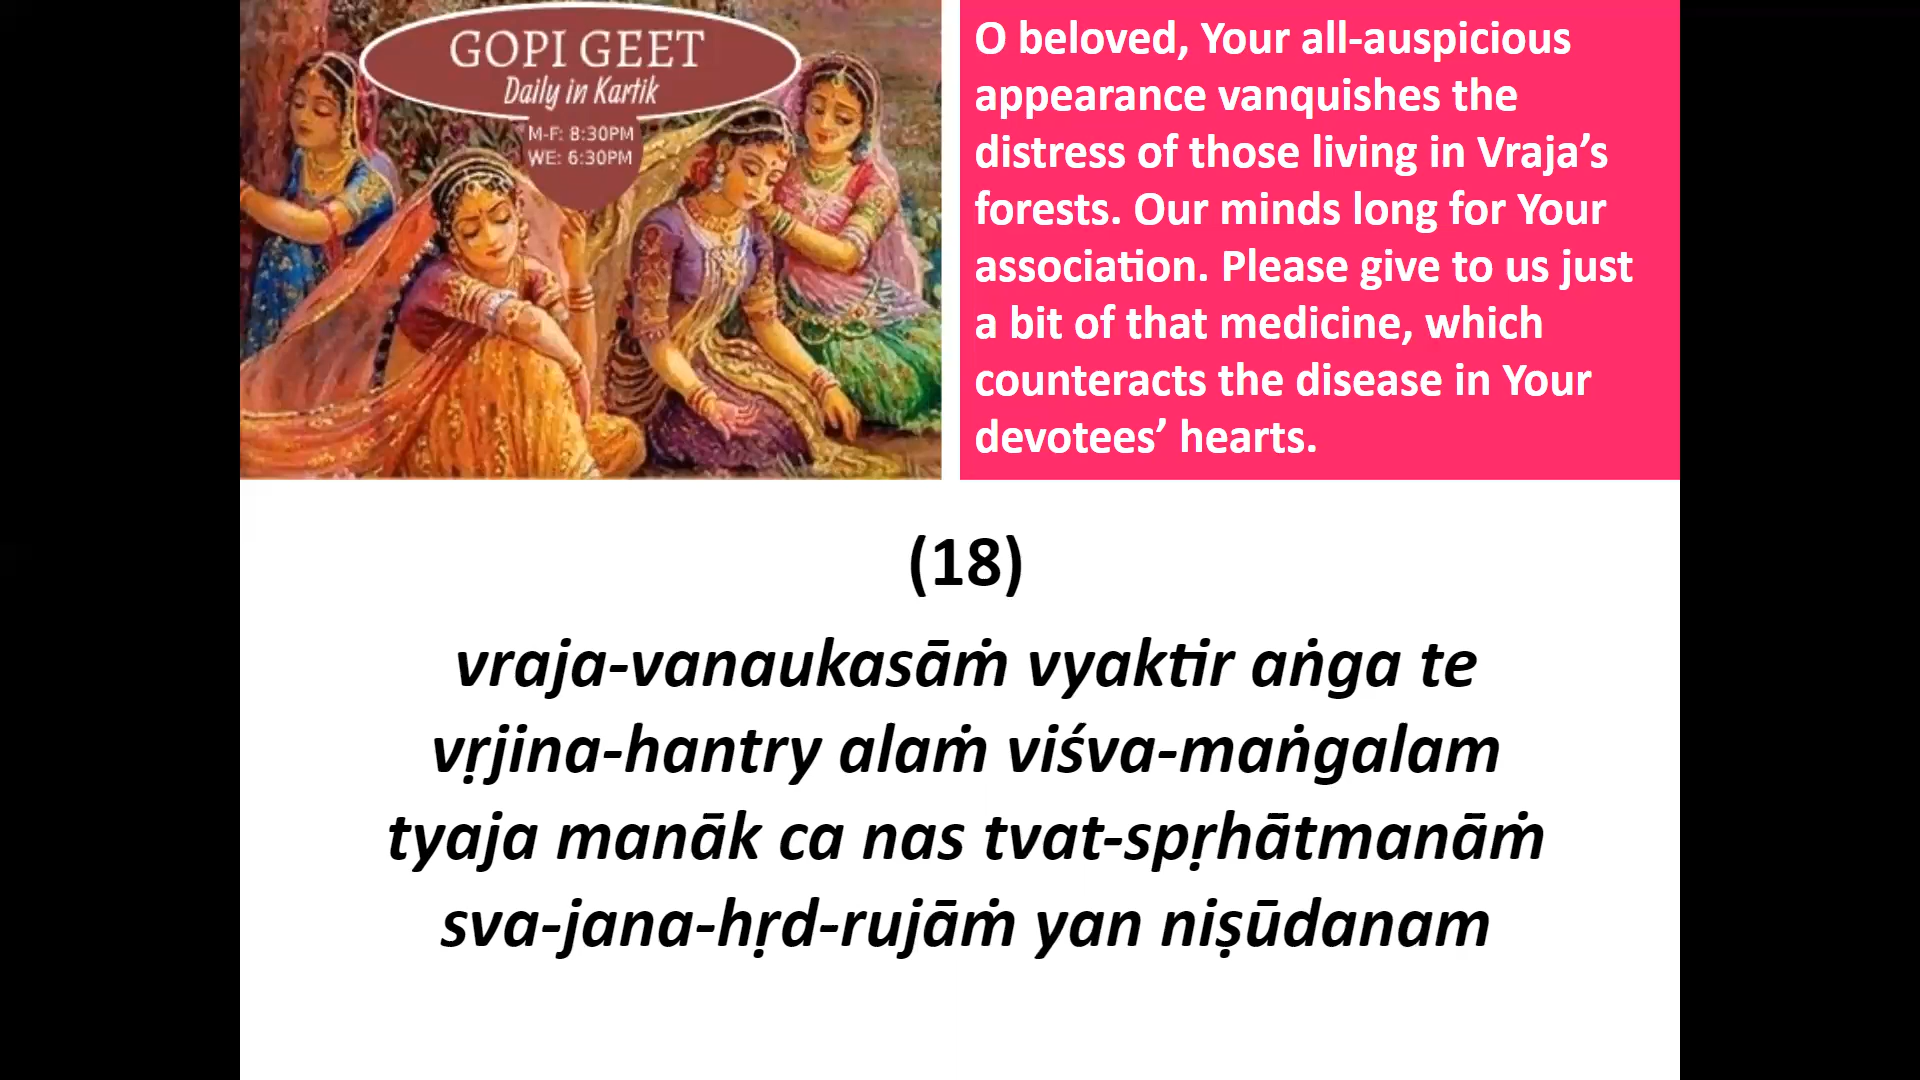 GOPI GEET
Daily in Kartik
M-F: 8:30PM
WE: 6:30PM
O beloved, Your all-auspicious
appearance vanquishes the
distress of those living in Vraja’s
forests. Our minds long for Your
association. Please give to us just
a bit of that medicine, which
counteracts the disease in Your
devotees’ hearts.
(18)
vraja-vanaukasāṁ vyaktir aṅga te
vṛjina-hantry alaṁ viśva-maṅgalam
tyaja manāk ca nas tvat-spṛhātmanāṁ
sva-jana-hṛd-rujāṁ yan niṣūdanam